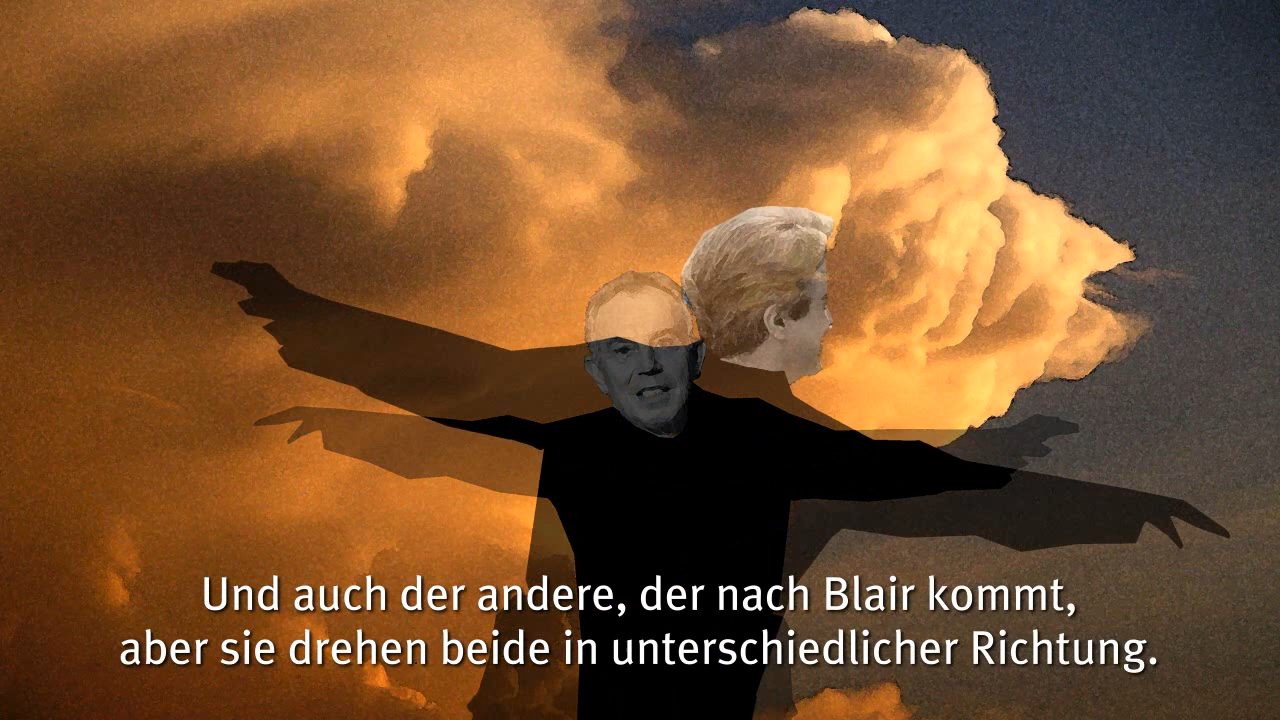 Und auch der andere, der nach Blair kommt,
aber sie drehen beide in unterschiedlicher Richtung.